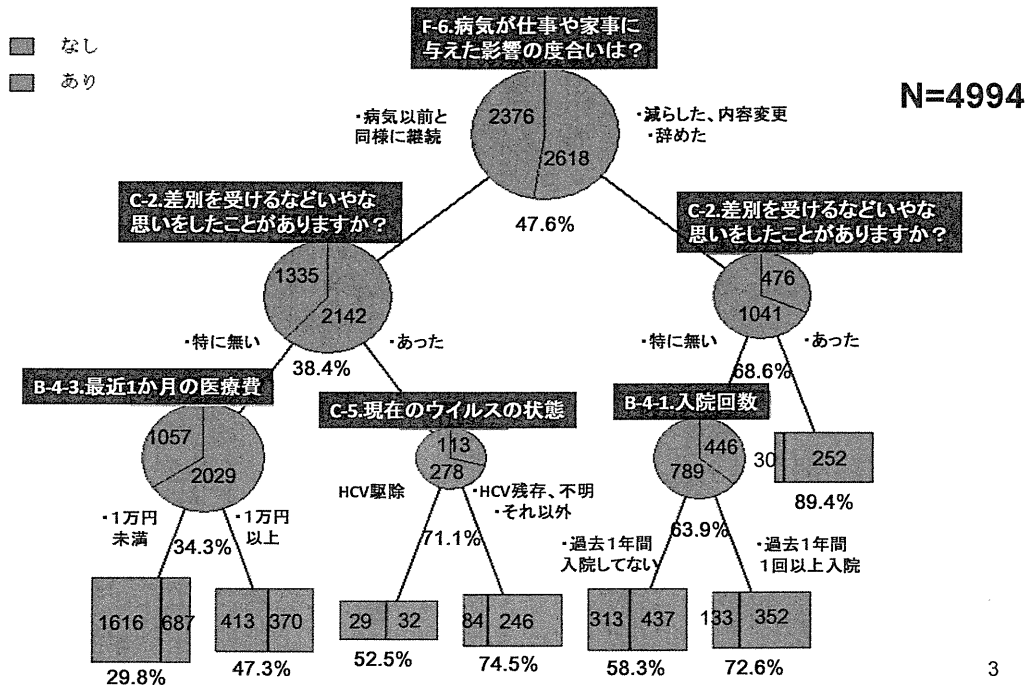 F-6.病気が仕事や家事に
与えた影響の度合いは？
なし
あり
N=4994
・病気以前と
同様に継続
2376
2618
・減らした、内容変更
・辞めた
47.6%
C-2.差別を受けるなどいやな
思いをしたことがありますか？
1335
2142
・特に無い
・あった
38.4%
C-2.差別を受けるなどいやな
思いをしたことがありますか？
476
1041
・特に無い
・あった
68.6%
B-4-3.最近1か月の医療費
1057
2029
・1万円
未満
34.3%
・1万円
以上
C-5.現在のウイルスの状態
113
278
HCV駆除
・HCV残存、不明
・それ以外
71.1%
B-4-1.入院回数
446
789
63.9%
・過去1年間
入院してない
・過去1年間
1回以上入院
30
252
89.4%
1616
687
29.8%
413
370
47.3%
29
32
52.5%
84
246
74.5%
313
437
58.3%
133
352
72.6%
3